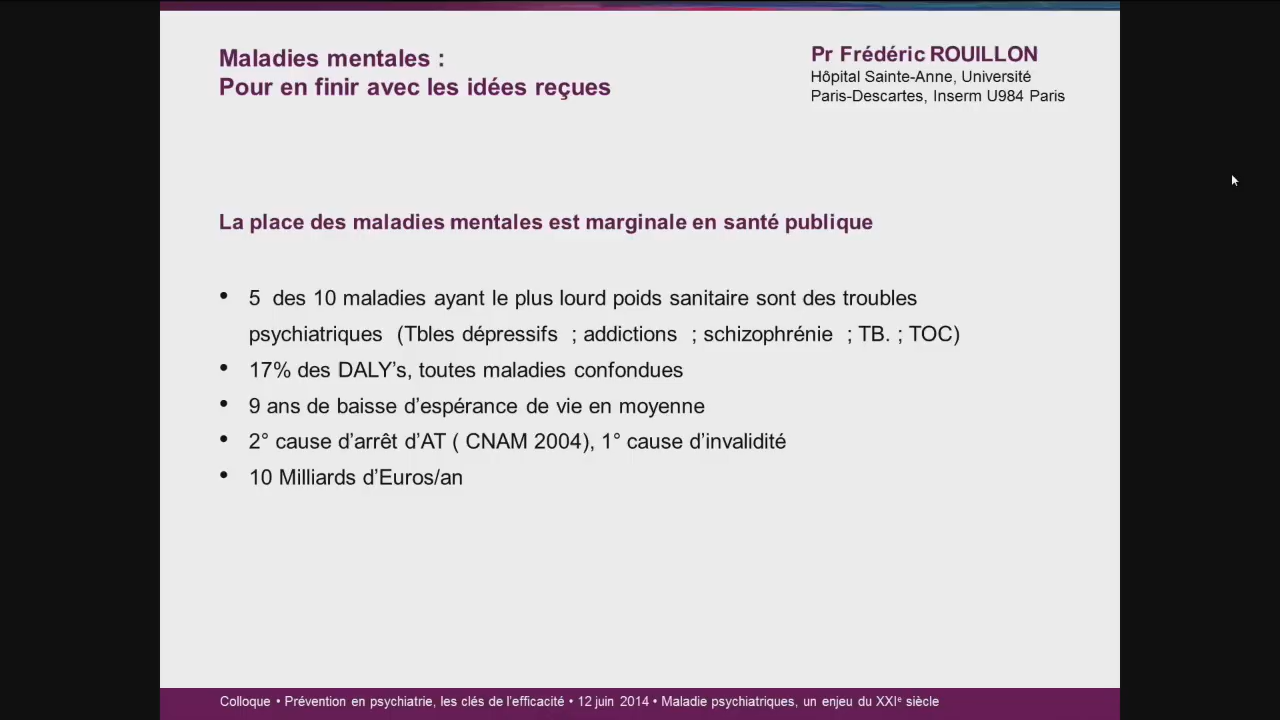 Maladies mentales :
Pour en finir avec les idées reçues
Pr Frédéric ROUILLON
Hôpital Sainte-Anne, Université
Paris-Descartes, Inserm U984 Paris
La place des maladies mentales est marginale en santé publique
• 5 des 10 maladies ayant le plus lourd poids sanitaire sont des troubles
psychiatriques (Tbles dépressifs ; addictions ; schizophrénie ; TB. ; TOC)
• 17% des DALY’s, toutes maladies confondues
• 9 ans de baisse d’espérance de vie en moyenne
• 2° cause d’arrêt d’AT ( CNAM 2004), 1° cause d’invalidité
• 10 Milliards d’Euros/an
Colloque • Prévention en psychiatrie, les clés de l’efficacité • 12 juin 2014 • Maladie psychiatriques, un enjeu du XXIᵉ siècle